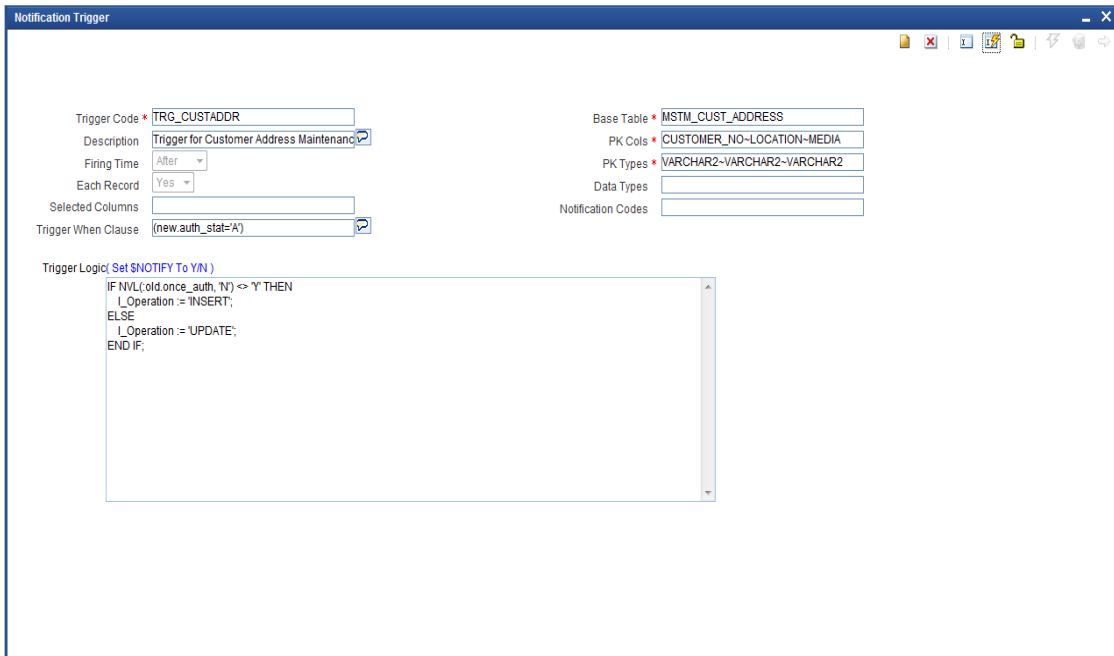 Notification Trigger
Trigger Code * TRG_CUSTADDR
Description Trigger for Customer Address Maintenanc
Firing Time After
Each Record Yes
Selected Columns
Trigger When Clause (new.auth_stat='A')
Base Table * MSTM_CUST_ADDRESS
PK Cols * CUSTOMER_NO~LOCATION~MEDIA
PK Types * VARCHAR2~VARCHAR2~VARCHAR2
Data Types
Notification Codes
Trigger Logic( Set $NOTIFY To Y/N )
IF NVL(:old.once_auth, 'N') <> 'Y' THEN
l_Operation := 'INSERT';
ELSE
l_Operation := 'UPDATE';
END IF;